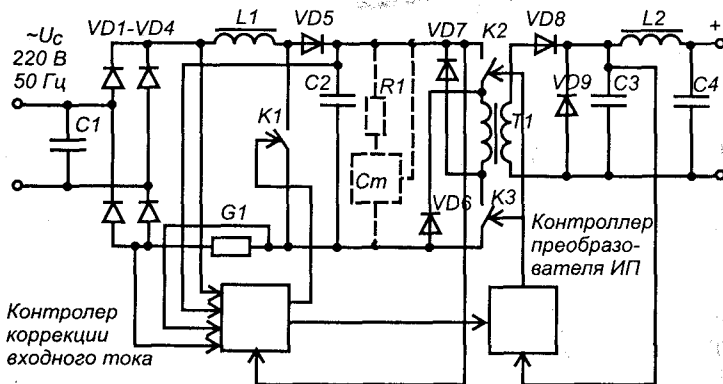 ~Uc
220 В
50 Гц
VD1-VD4
L1
VD5
VD7
K2
VD8
L2
+
C1
K1
C2
R1
Ст
T1
VD9
C3
C4
VD6
K3
G1
Контроллер
преобразо-
вателя ИП
Контролер
коррекции
входного тока